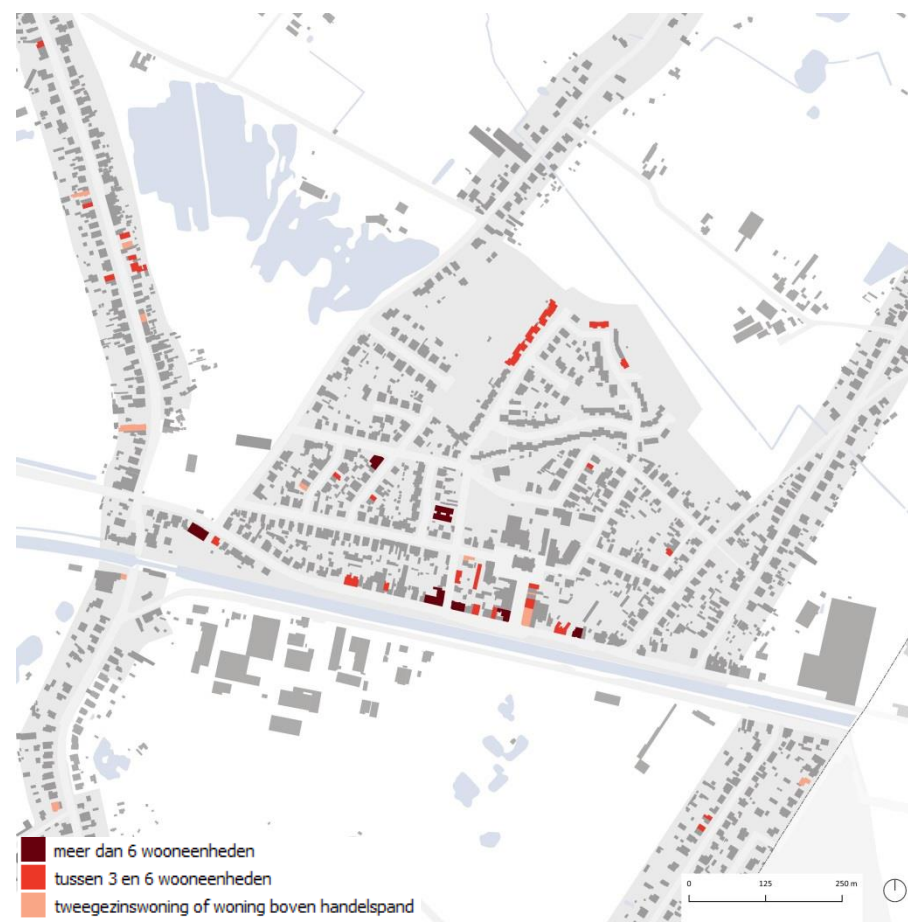 meer dan 6 wooneenheden
tussen 3 en 6 wooneenheden
tweegezinswoning of woning boven handelspand
0 125 250 m